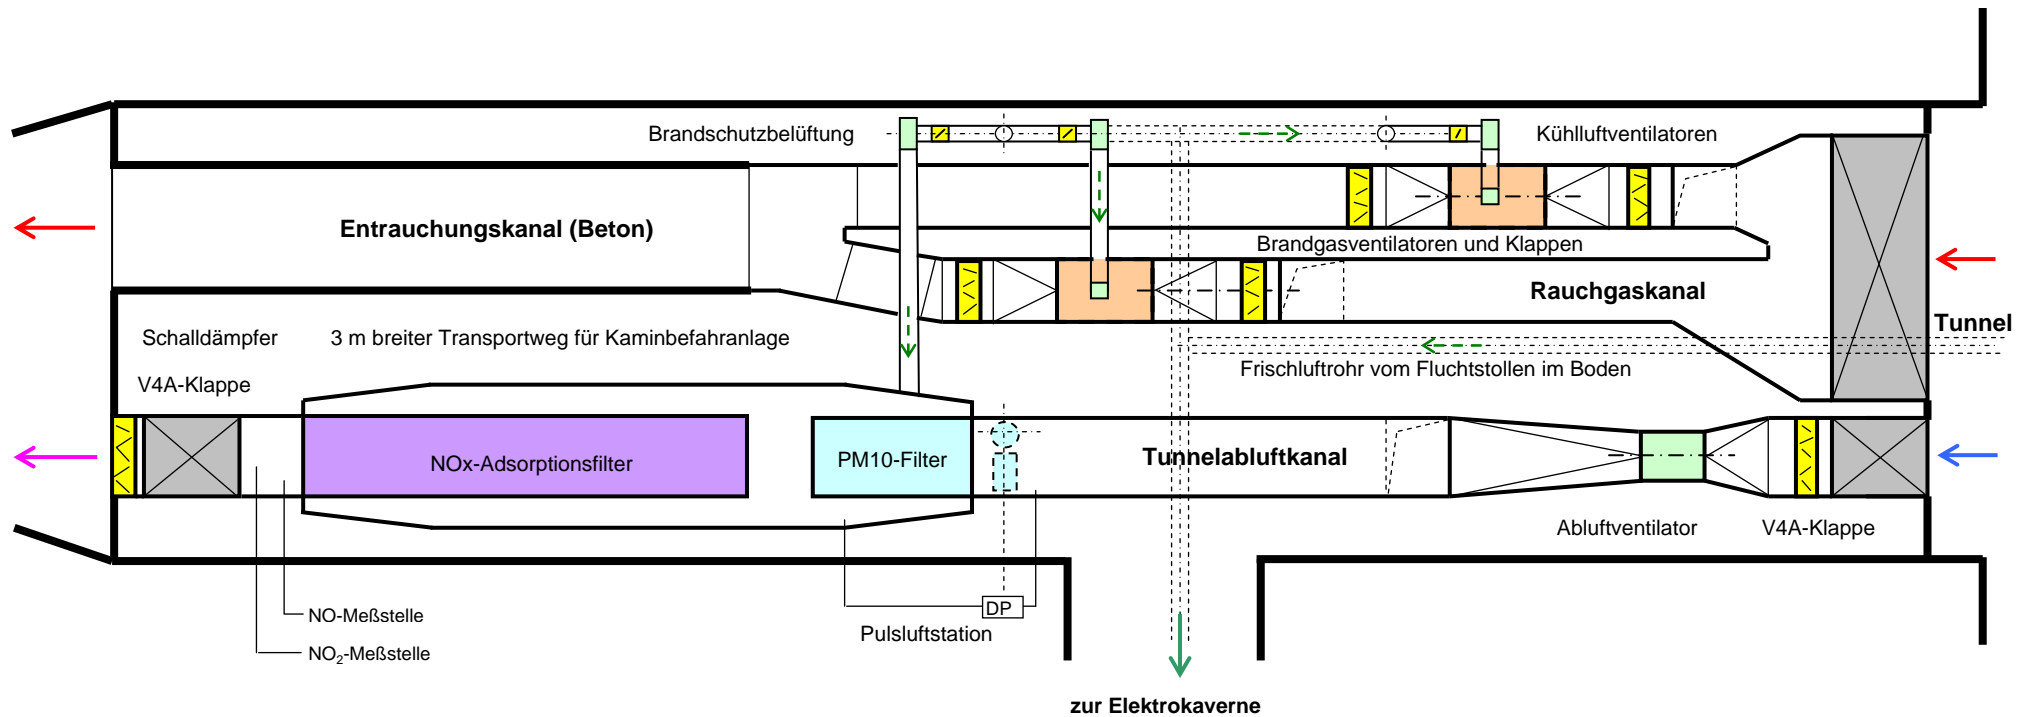 Brandschutzbelüftung
Kühlluftventilatoren
Entrauchungskanal (Beton)
Brandgasventilatoren und Klappen
Rauchgaskanal
Tunnel
Schalldämpfer
3 m breiter Transportweg für Kaminbefahranlage
Frischluftrohr vom Fluchtstollen im Boden
V4A-Klappe
NOx-Adsorptionsfilter
PM10-Filter
Tunnelabluftkanal
Abluftventilator
V4A-Klappe
NO-Meßstelle
DP
Pulsluftstation
NO₂-Meßstelle
zur Elektrokaverne